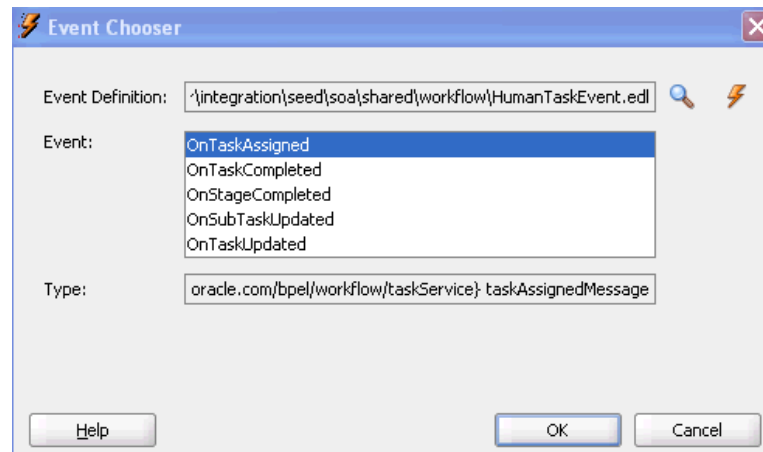 Event Chooser
Event Definition: \integration\seed\soa\shared\workflow\HumanTaskEvent.edl
Event:
OnTaskAssigned
OnTaskCompleted
OnStageCompleted
OnSubTaskUpdated
OnTaskUpdated
Type: oracle.com/bpel/workflow/taskService} taskAssignedMessage
Help OK Cancel